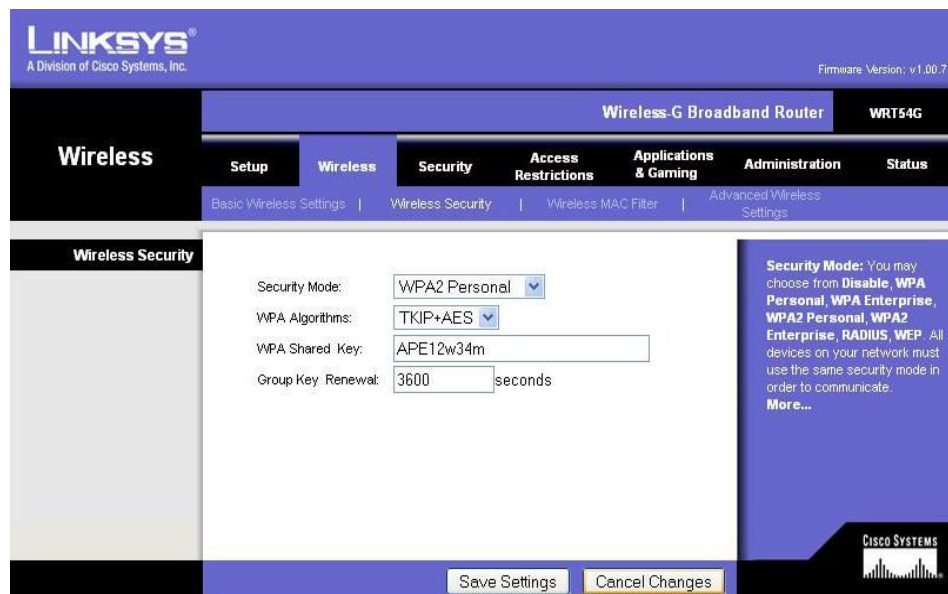 LINKSYS®
A Division of Cisco Systems, Inc.
Firmware Version: v1.00.7
Wireless-G Broadband Router WRT54G
Wireless
Setup Wireless Security Access Restrictions Applications & Gaming Administration Status
Basic Wireless Settings | Wireless Security | Wireless MAC Filter | Advanced Wireless Settings
Wireless Security
Security Mode: WPA2 Personal
WPA Algorithms: TKIP+AES
WPA Shared Key: APE12w34m
Group Key Renewal: 3600 seconds
Security Mode: You may
choose from Disable, WPA
Personal, WPA Enterprise,
WPA2 Personal, WPA2
Enterprise, RADIUS, WEP. All
devices on your network must
use the same security mode in
order to communicate.
More...
CISCO SYSTEMS
Save Settings Cancel Changes